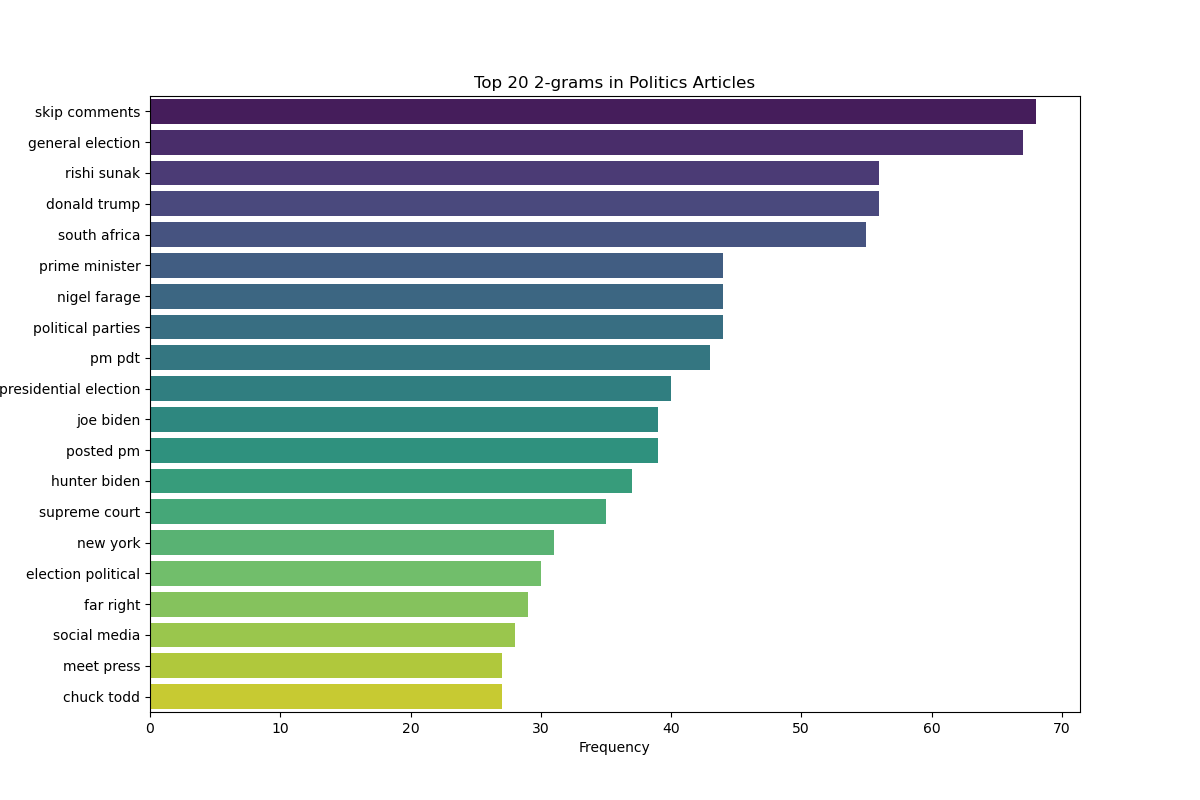 Top 20 2-grams in Politics Articles
skip comments
general election
rishi sunak
donald trump
south africa
prime minister
nigel farage
political parties
pm pdt
presidential election
joe biden
posted pm
hunter biden
supreme court
new york
election political
far right
social media
meet press
chuck todd
0 10 20 30 40 50 60 70
Frequency